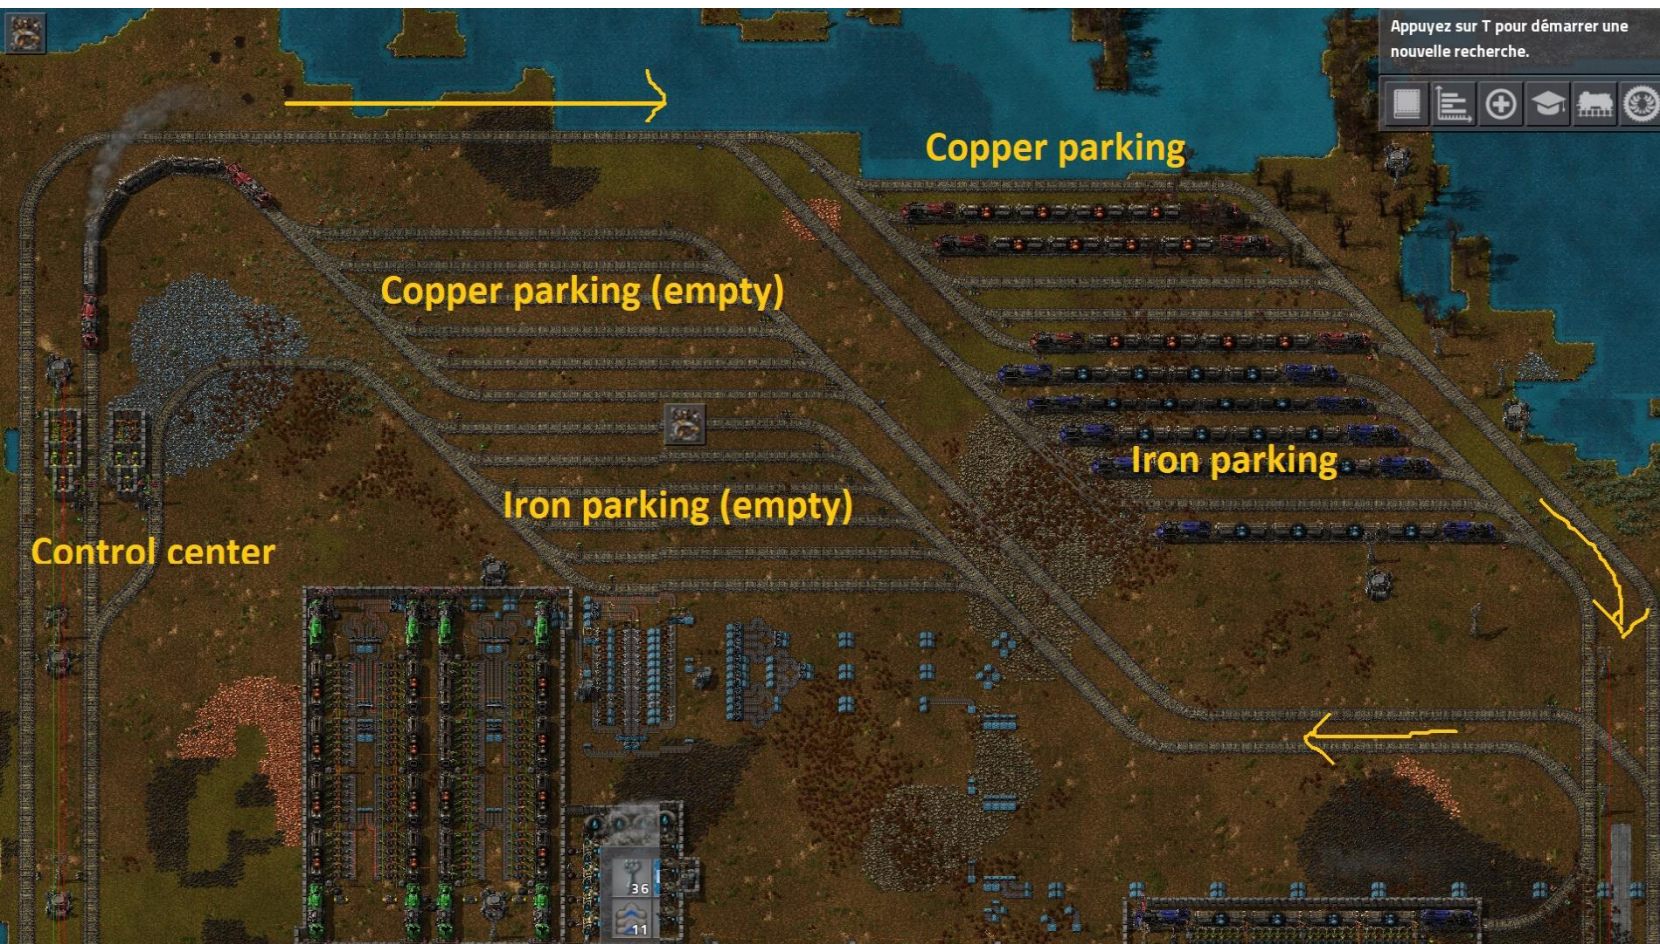 Appuyez sur T pour démarrer une
nouvelle recherche.
Copper parking
Copper parking (empty)
Iron parking
Iron parking (empty)
Control center
36
11